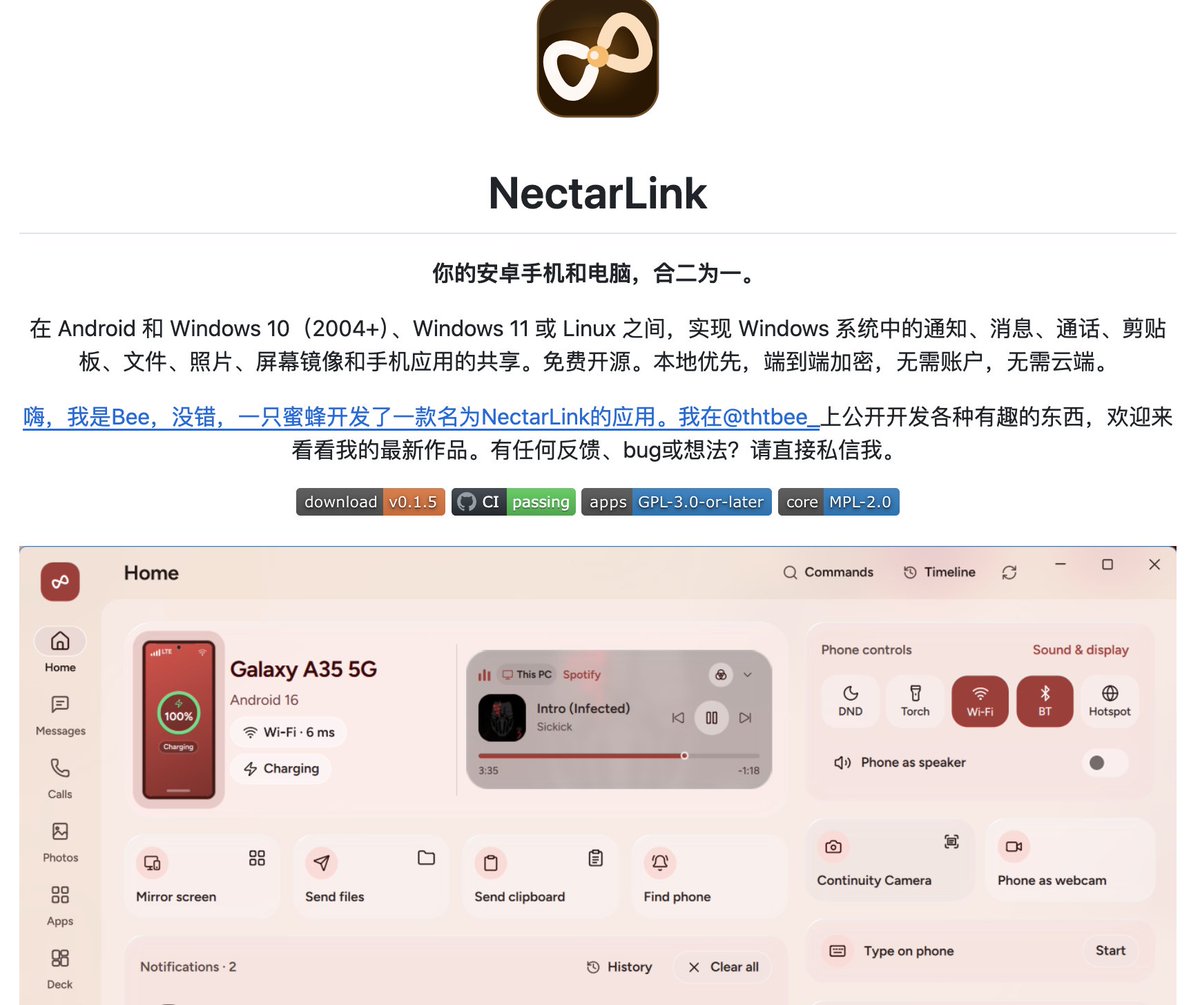 NectarLink
你的安卓手机和电脑，合二为一。
在 Android 和 Windows 10（2004+）、Windows 11 或 Linux 之间，实现 Windows 系统中的通知、消息、通话、剪贴
板、文件、照片、屏幕镜像和手机应用的共享。免费开源。本地优先，端到端加密，无需账户，无需云端。
嗨，我是Bee，没错，一只蜜蜂开发了一款名为NectarLink的应用。我在@thtbee_上公开开发各种有趣的东西，欢迎来
看看我的最新作品。有任何反馈、bug或想法？请直接私信我。
download v0.1.5 CI passing apps GPL-3.0-or-later core MPL-2.0
Home
Commands
Timeline
Home
Messages
Calls
Photos
Apps
Deck
LTE
100%
Charging
Galaxy A35 5G
Android 16
Wi-Fi · 6 ms
Charging
This PC
Spotify
Intro (Infected)
Sickick
3:35
-1:18
Phone controls
Sound & display
DND
Torch
Wi-Fi
BT
Hotspot
Phone as speaker
Mirror screen
Send files
Send clipboard
Find phone
Continuity Camera
Phone as webcam
Type on phone
Start
Notifications · 2
History
Clear all